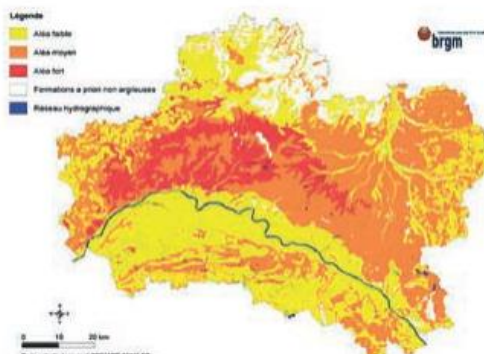 Légende
Aléa faible
Aléa moyen
Aléa fort
Formations a priori non argileuses
Réseau hydrographique
brgm
0 10 20 km